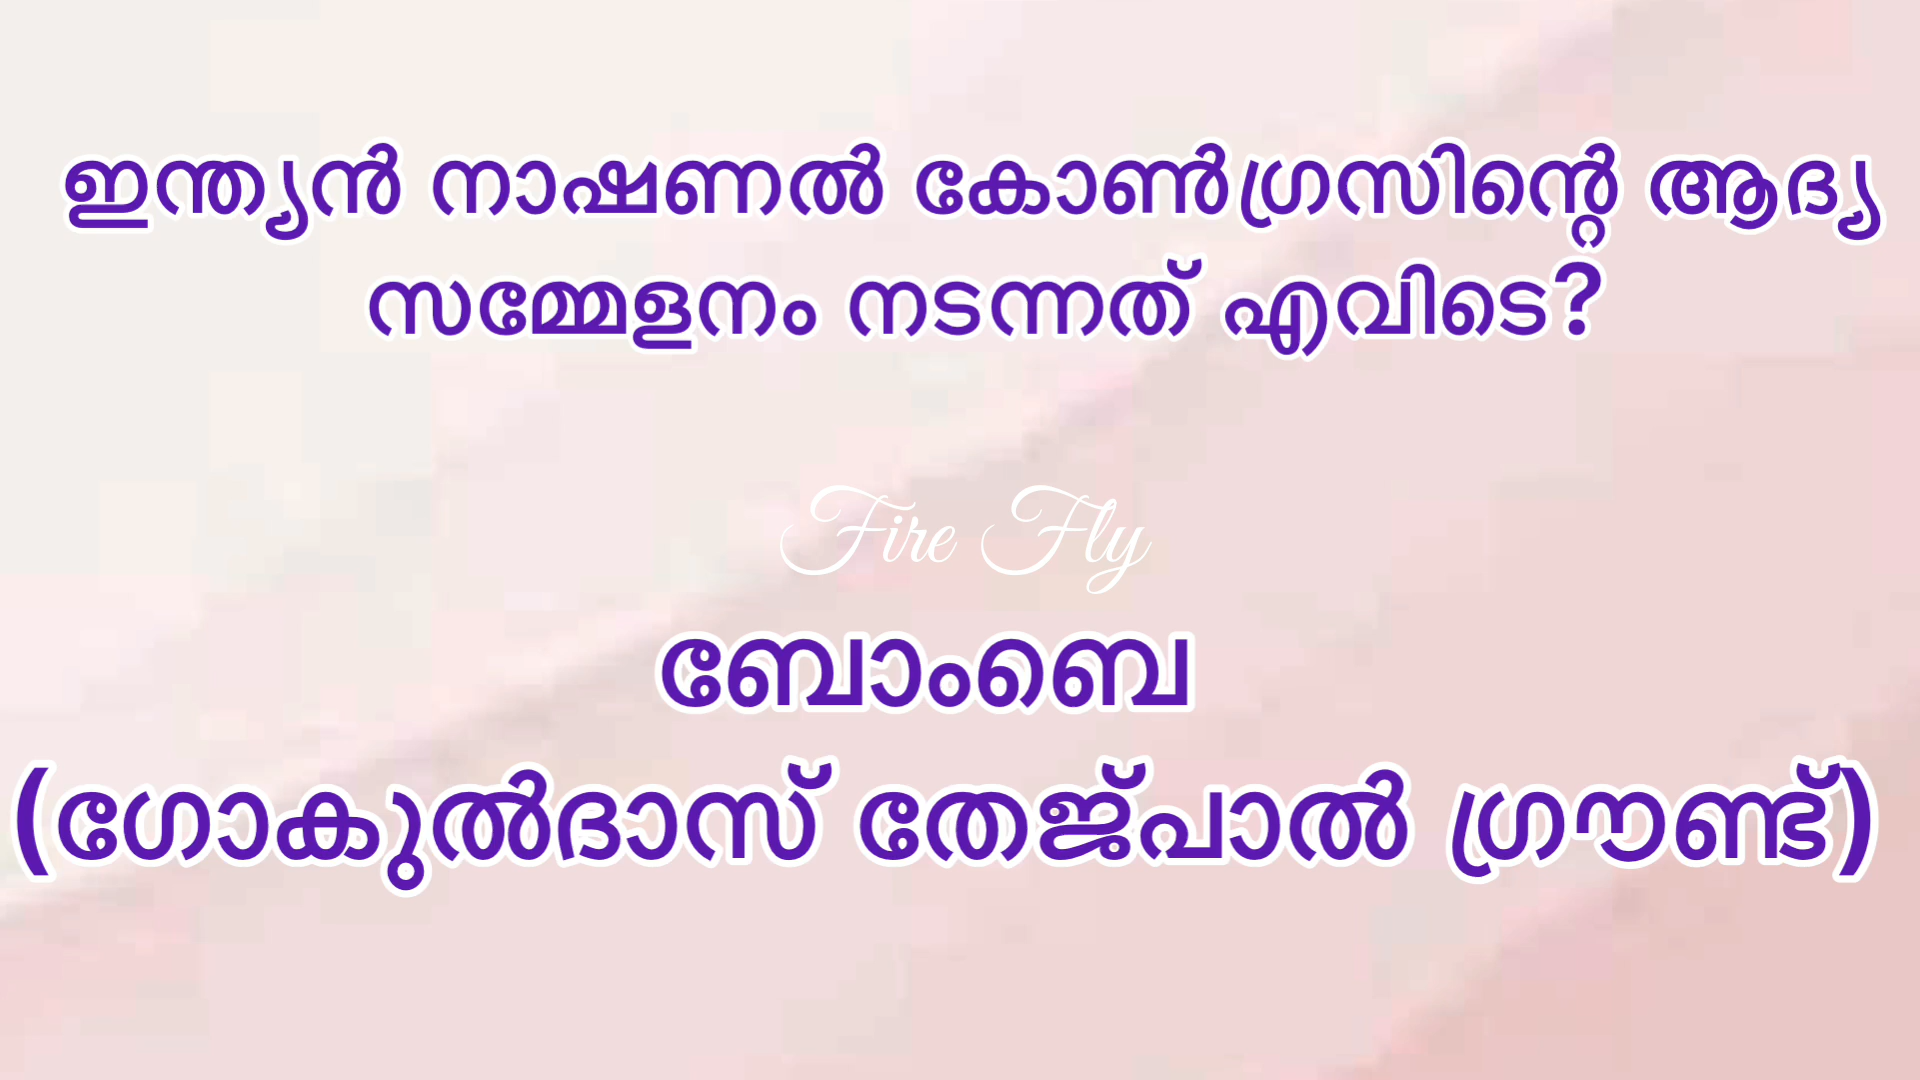 ഇന്ത്യൻ നാഷണൽ കോൺഗ്രസിന്റെ ആദ്യ
സമ്മേളനം നടന്നത് എവിടെ?
Fire Fly
ബോംബെ
(ഗോകുൽദാസ് തേജ്പാൽ ഗ്രൗണ്ട്)